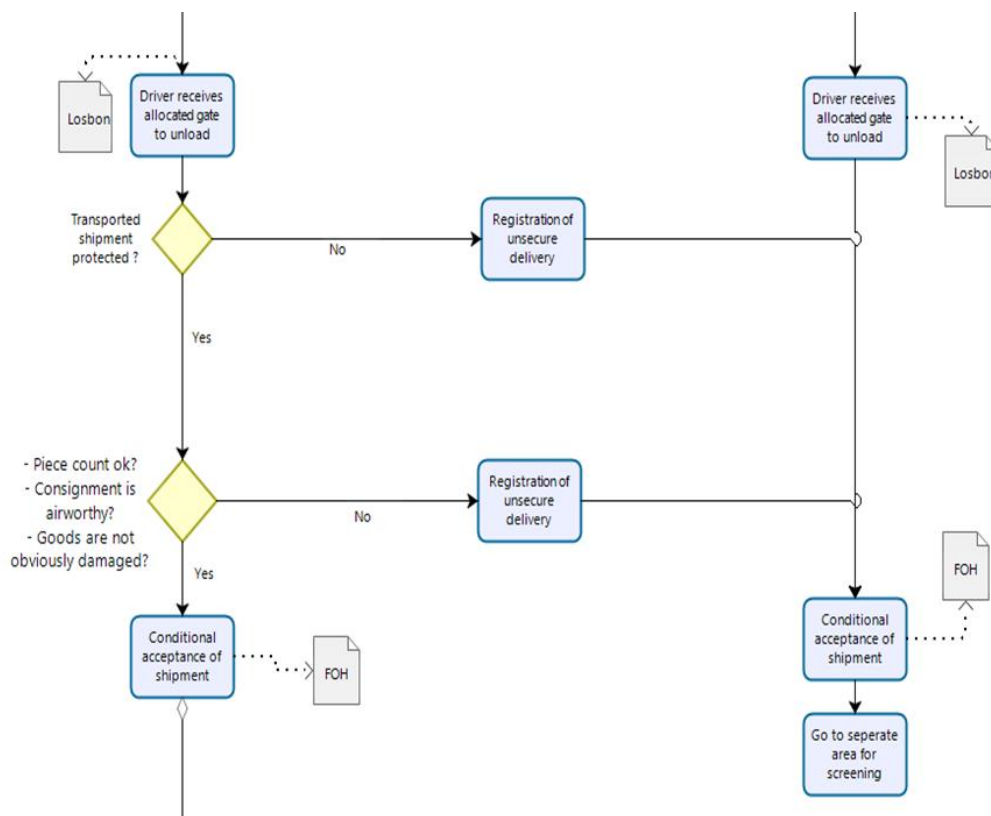 Losbon
Driver receives
allocated gate
to unload
Driver receives
allocated gate
to unload
Losbon
Transported
shipment
protected ?
No
Registration of
unsecure
delivery
Yes
- Piece count ok?
- Consignment is
airworthy?
- Goods are not
obviously damaged?
No
Registration of
unsecure
delivery
Yes
Conditional
acceptance of
shipment
FOH
FOH
Conditional
acceptance of
shipment
Go to seperate
area for
screening